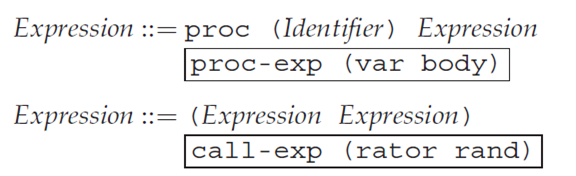 Expression ::= proc (Identifier) Expression
proc-exp (var body)
Expression ::= (Expression Expression)
call-exp (rator rand)